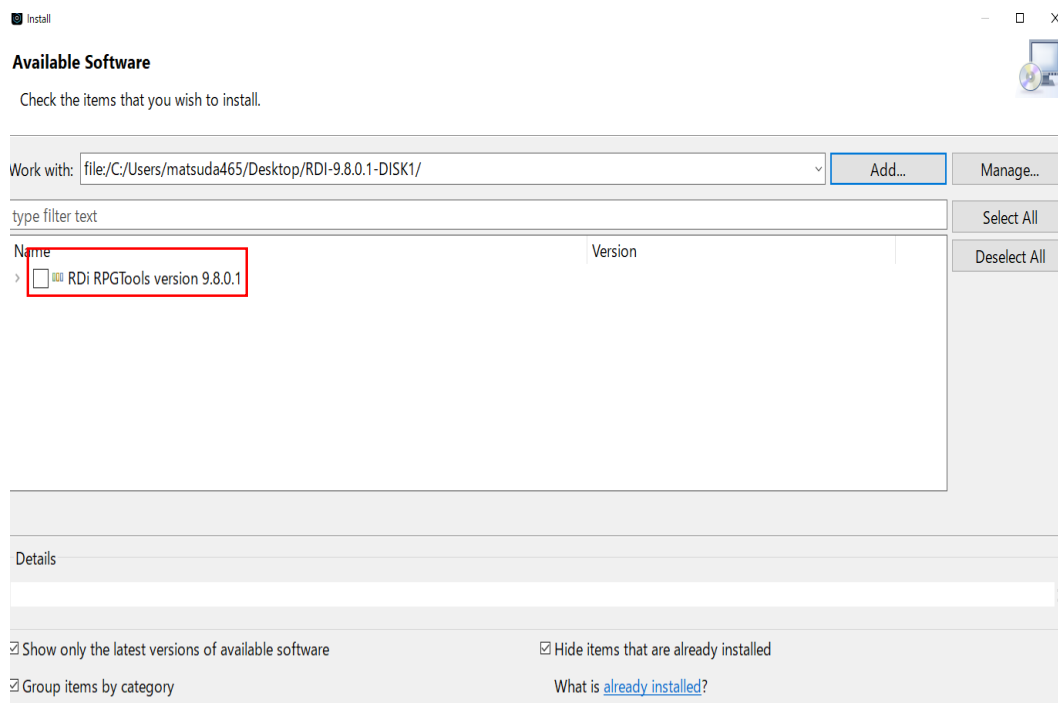 Install
Available Software
Check the items that you wish to install.
Work with: file:/C:/Users/matsuda465/Desktop/RDI-9.8.0.1-DISK1/ Add... Manage...
type filter text Select All
Name Version Deselect All
RDi RPGTools version 9.8.0.1
Details
Show only the latest versions of available software Hide items that are already installed
Group items by category What is already installed?